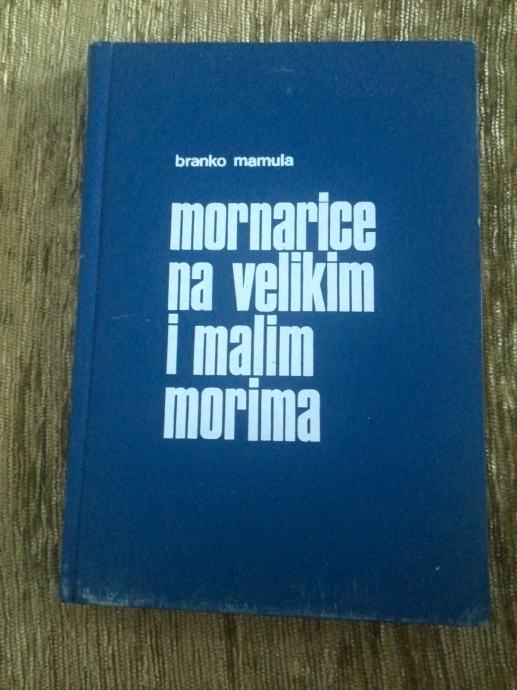 branko mamula
mornarice
na velikim
i malim
morima